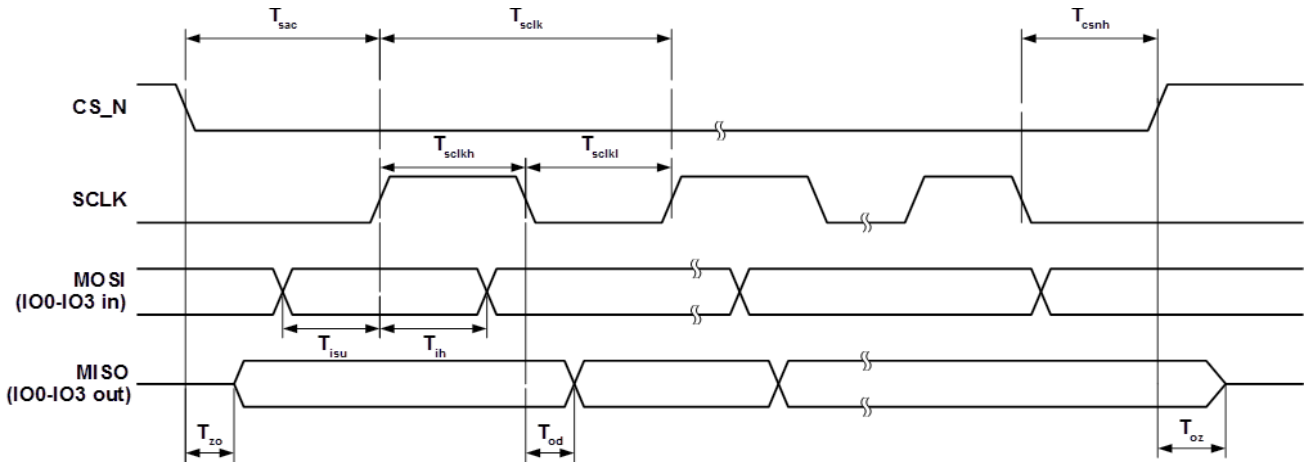 Tsac
Tsclk
Tcsnh
CS_N
Tsclkh
Tsclkl
SCLK
MOSI
(IO0-IO3 in)
Tisu
Tih
MISO
(IO0-IO3 out)
Tzo
Tod
Toz